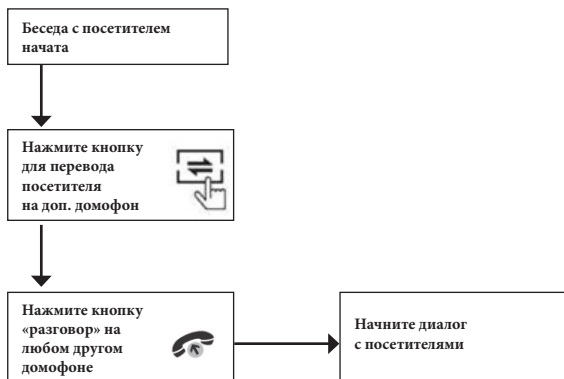 Беседа с посетителем
начата
Нажмите кнопку
для перевода
посетителя
на доп. домофон
Нажмите кнопку
«разговор» на
любом другом
домофоне
Начните диалог
с посетителями